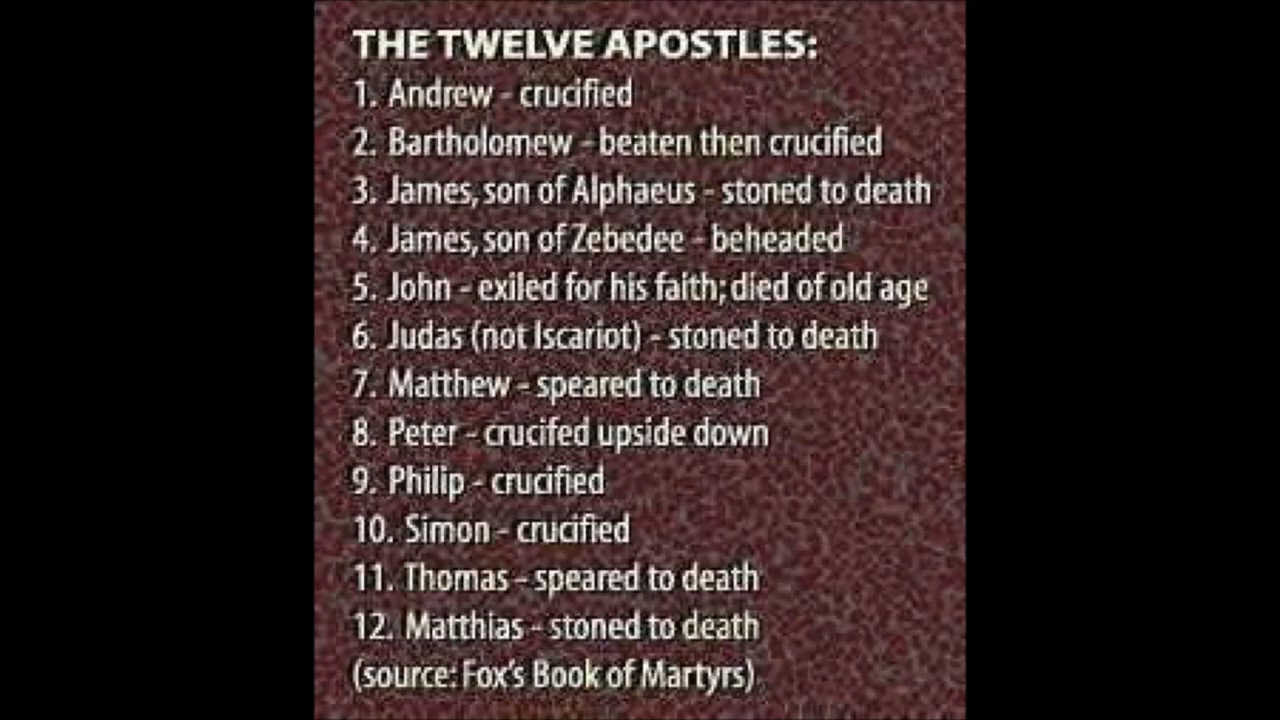 THE TWELVE APOSTLES:
1. Andrew - crucified
2. Bartholomew - beaten then crucified
3. James, son of Alphaeus - stoned to death
4. James, son of Zebedee - beheaded
5. John - exiled for his faith; died of old age
6. Judas (not Iscariot) - stoned to death
7. Matthew - speared to death
8. Peter - crucifed upside down
9. Philip - crucified
10. Simon - crucified
11. Thomas - speared to death
12. Matthias - stoned to death
(source: Fox's Book of Martyrs)